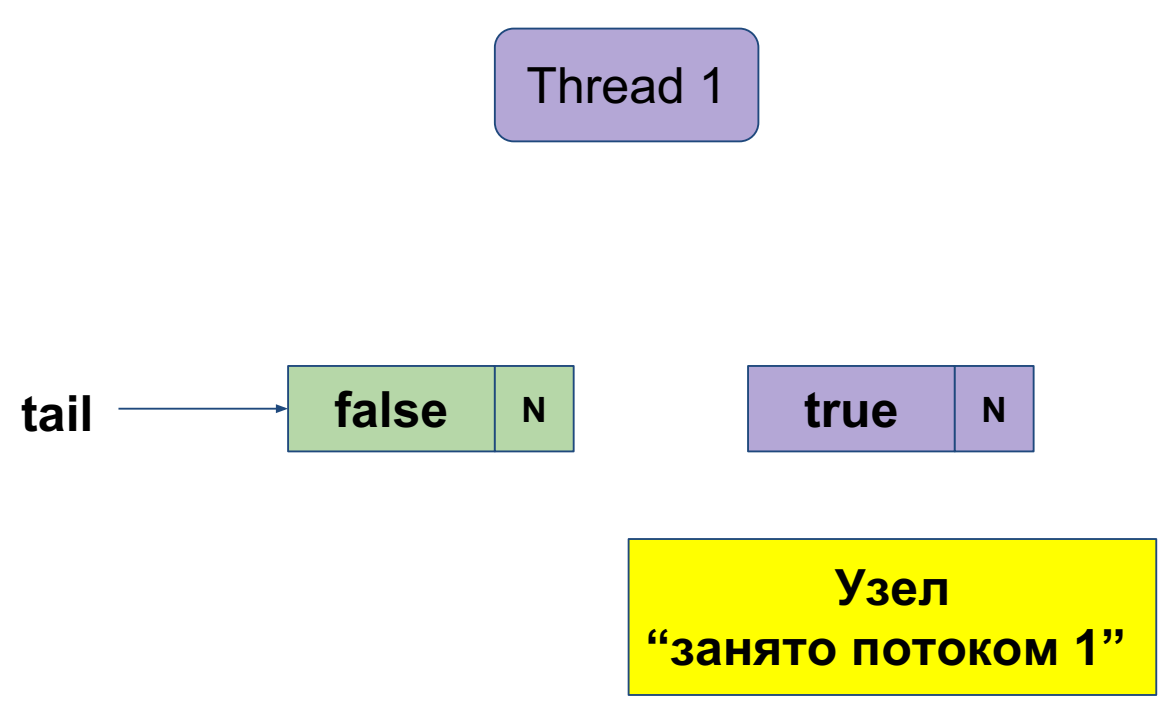 Thread 1
tail
false
N
true
N
Узел
“занято потоком 1”